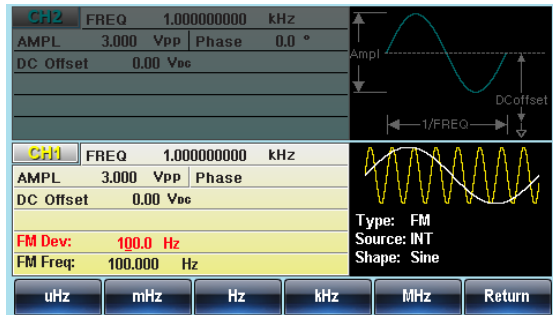 CH2 FREQ 1.000000000 kHz
AMPL 3.000 Vpp Phase 0.0 °
DC Offset 0.00 VDC
Ampl
DCoffset
1/FREQ
CH1 FREQ 1.000000000 kHz
AMPL 3.000 Vpp Phase
DC Offset 0.00 VDC
FM Dev: 100.0 Hz
FM Freq: 100.000 Hz
Type: FM
Source: INT
Shape: Sine
uHz mHz Hz kHz MHz Return